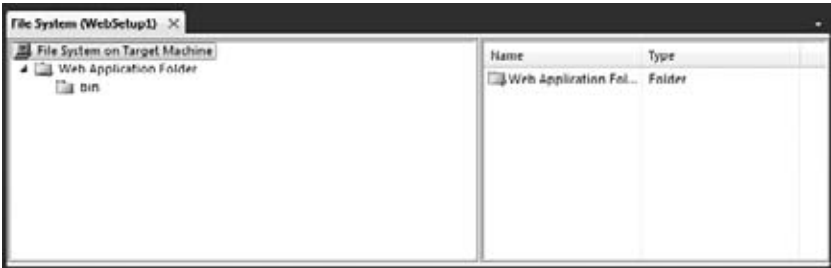 File System (WebSetup1)
File System on Target Machine
Web Application Folder
Bin
Name Type
Web Application Fol... Folder